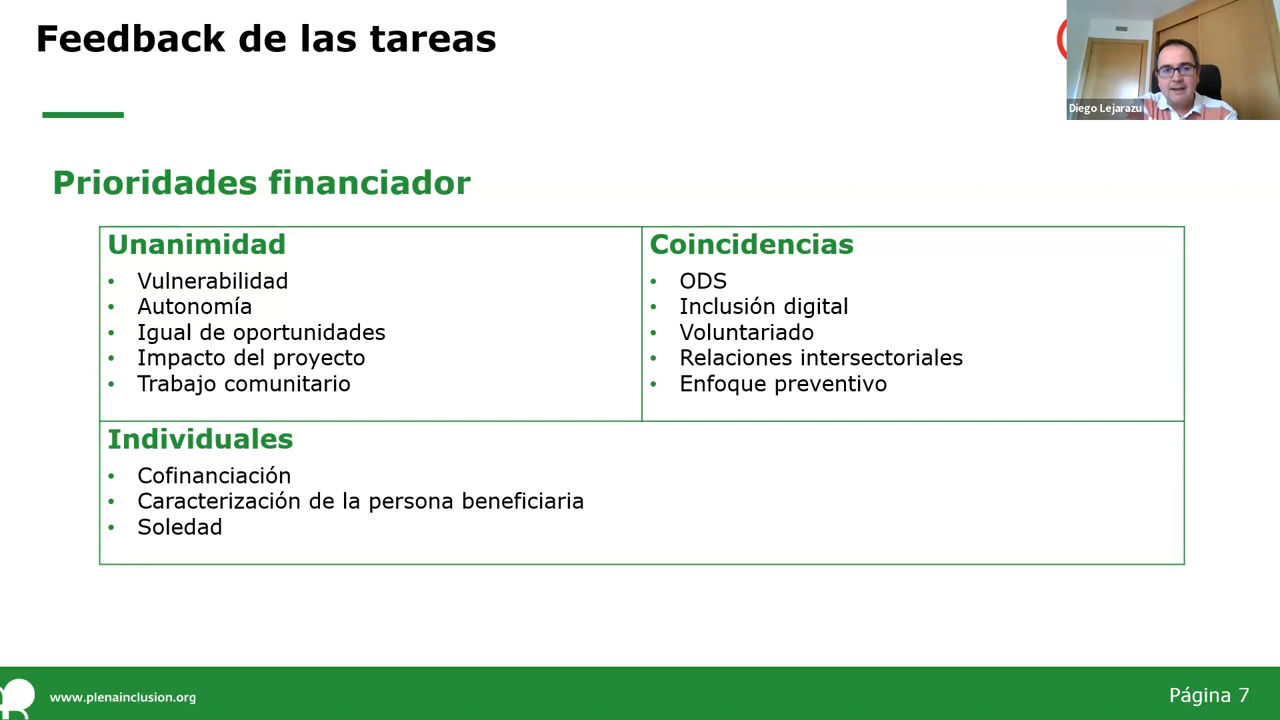 Feedback de las tareas
Diego Lejarazu
Prioridades financiador
Unanimidad
• Vulnerabilidad
• Autonomía
• Igual de oportunidades
• Impacto del proyecto
• Trabajo comunitario
Coincidencias
• ODS
• Inclusión digital
• Voluntariado
• Relaciones intersectoriales
• Enfoque preventivo
Individuales
• Cofinanciación
• Caracterización de la persona beneficiaria
• Soledad
www.plenainclusion.org
Página 7